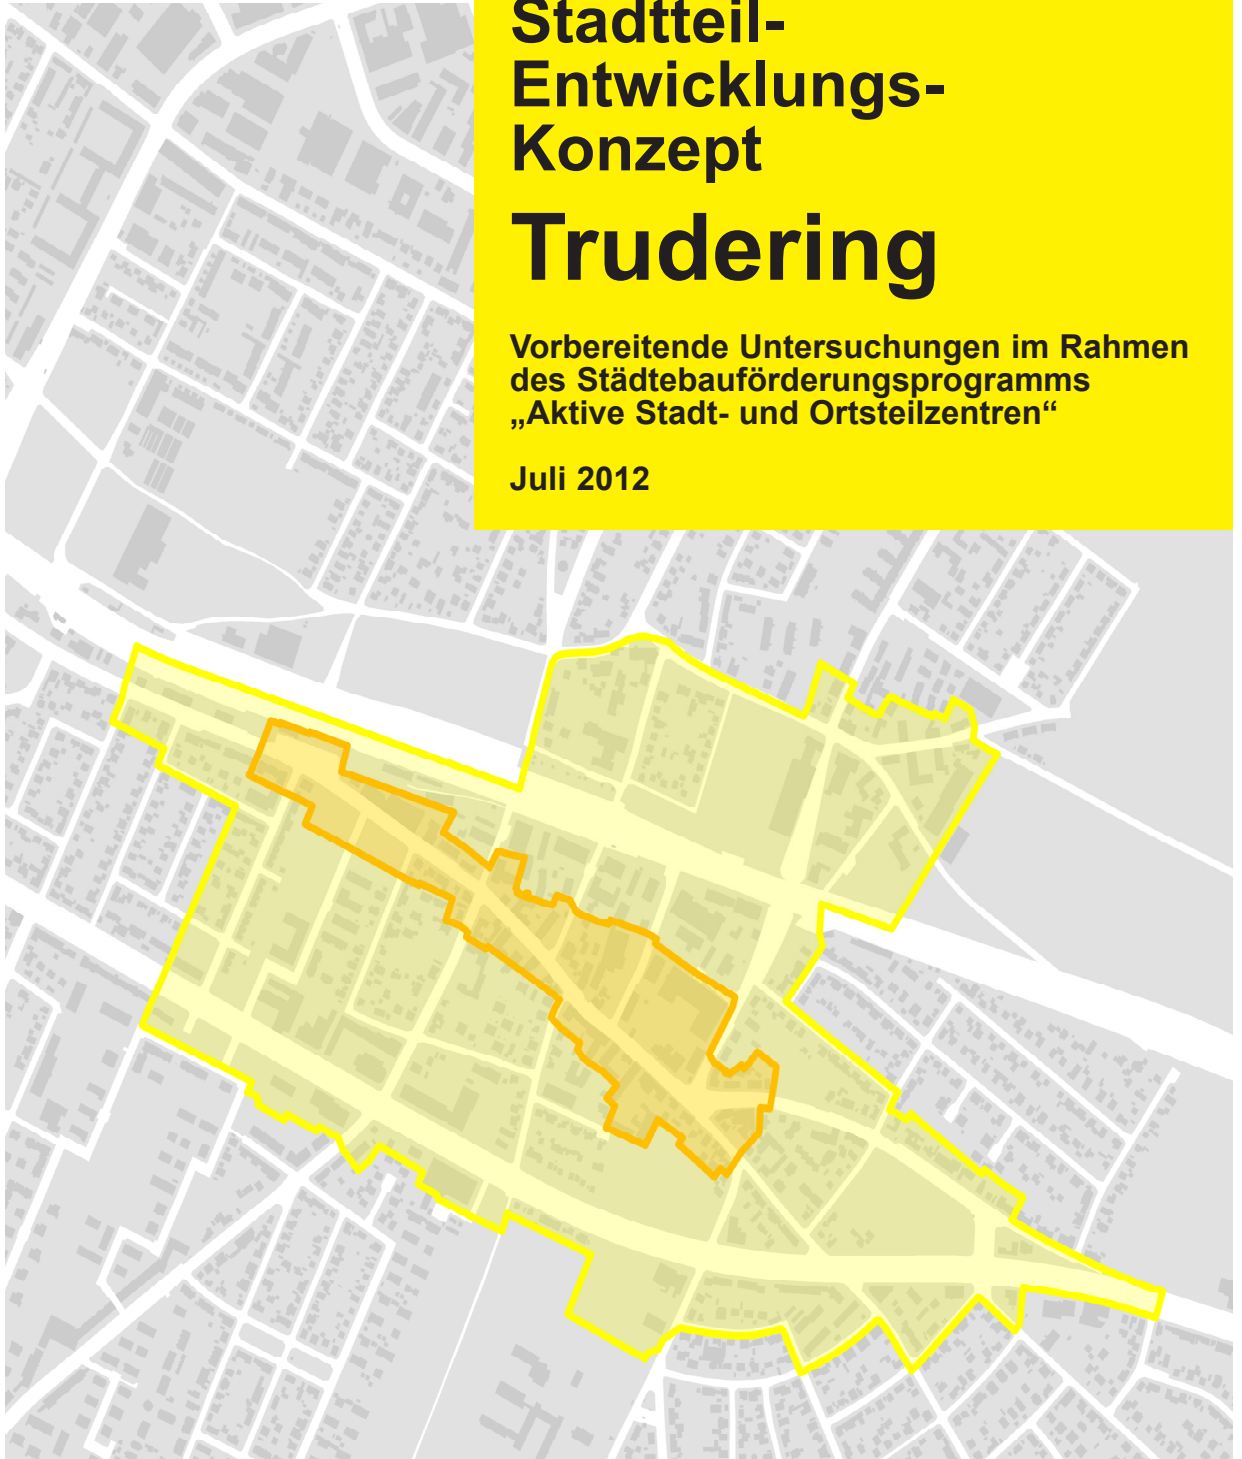 Stadtteil-
Entwicklungs-
Konzept
Trudering
Vorbereitende Untersuchungen im Rahmen
des Städtebauförderungsprogramms
„Aktive Stadt- und Ortsteilzentren“
Juli 2012